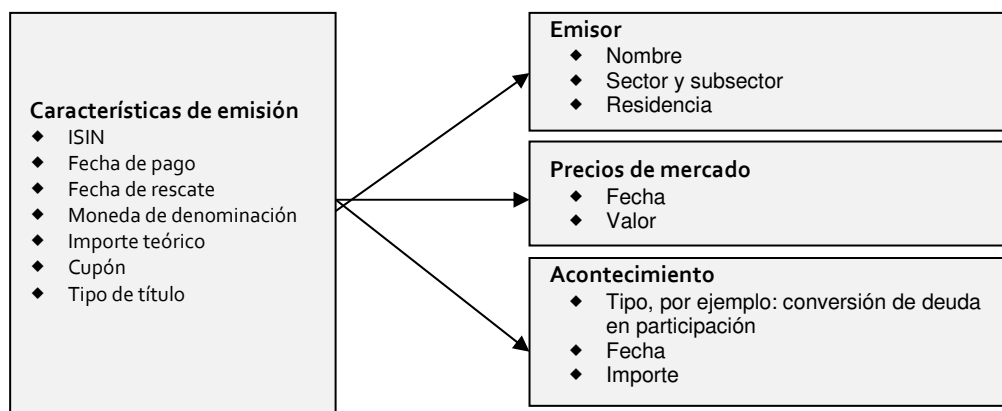 Características de emisión
◆ ISIN
◆ Fecha de pago
◆ Fecha de rescate
◆ Moneda de denominación
◆ Importe teórico
◆ Cupón
◆ Tipo de título
Emisor
◆ Nombre
◆ Sector y subsector
◆ Residencia
Precios de mercado
◆ Fecha
◆ Valor
Acontecimiento
◆ Tipo, por ejemplo: conversión de deuda
en participación
◆ Fecha
◆ Importe